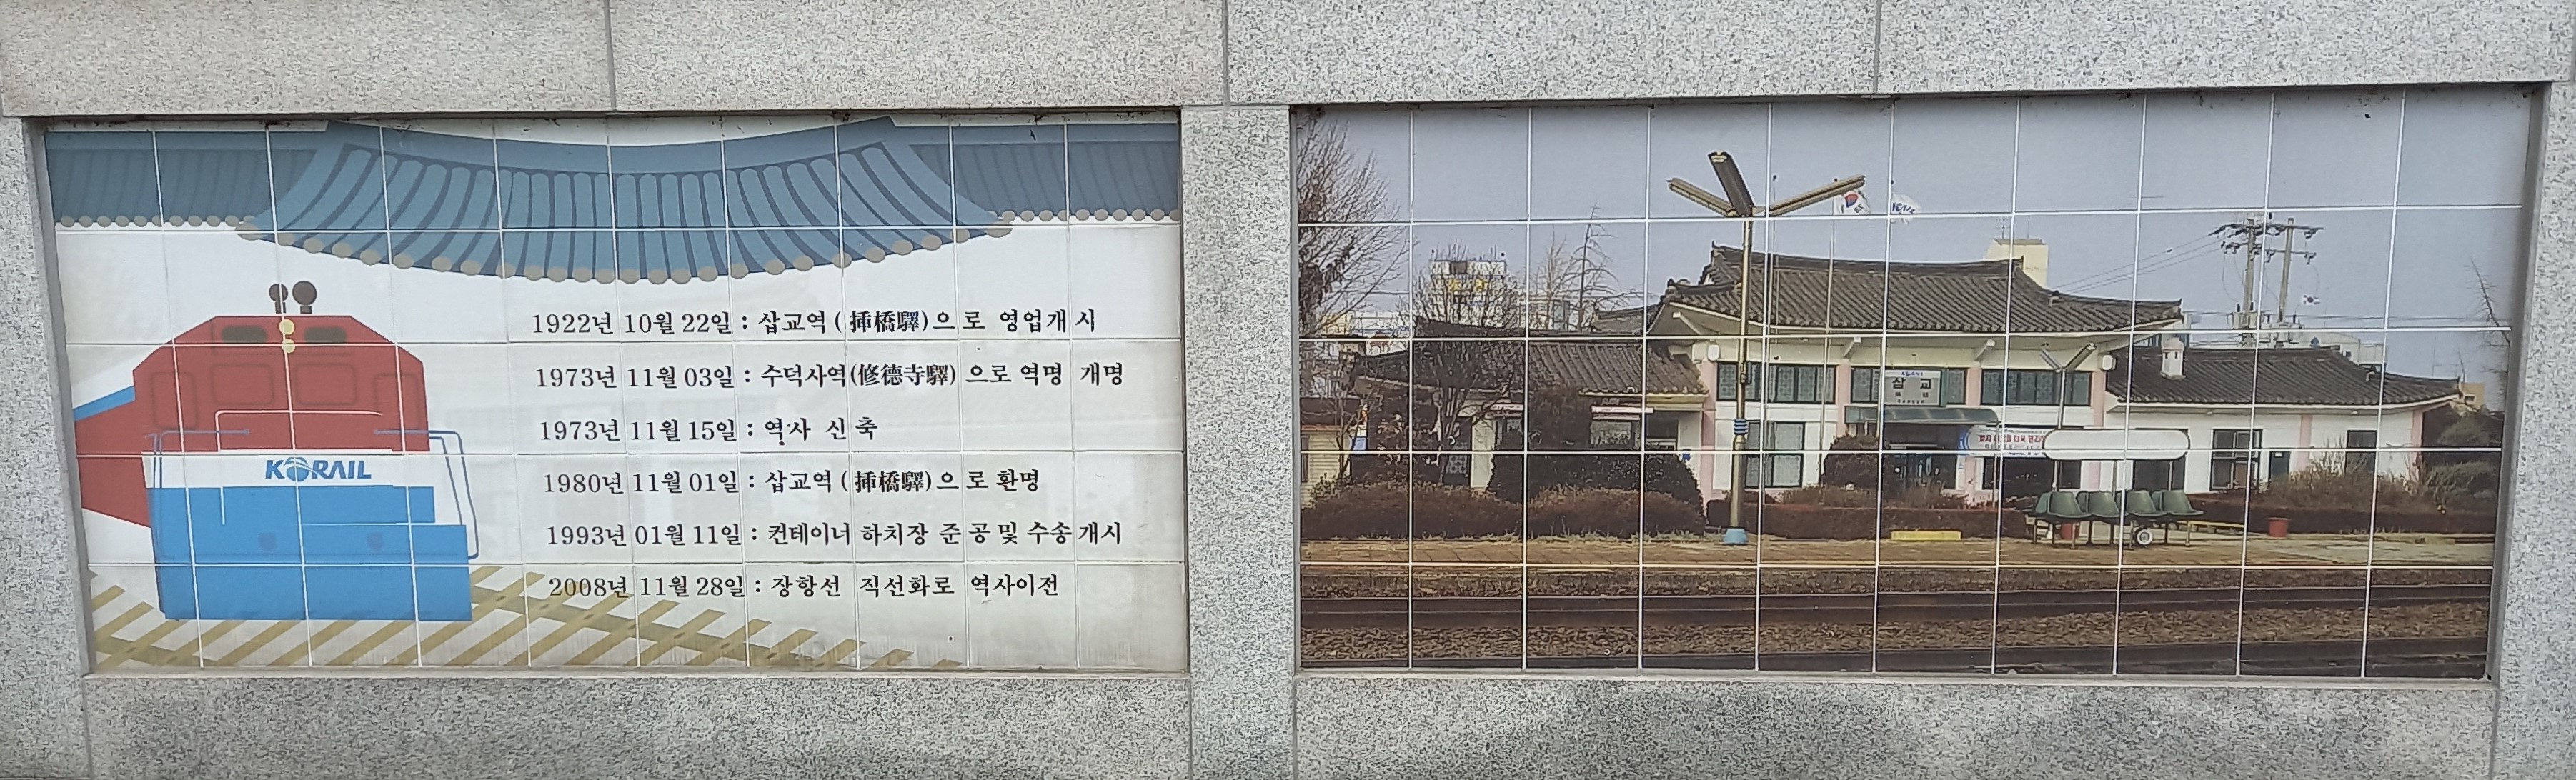 1922년 10월 22일 : 삽교역 (揷橋驛)으로 영업개시
1973년 11월 03일 : 수덕사역(修德寺驛) 으로 역명 개명
1973년 11월 15일 : 역사 신축
1980년 11월 01일 : 삽교역 (揷橋驛)으로 환명
1993년 01월 11일 : 컨테이너 하치장 준공및 수송개시
2008년 11월 28일 : 장항선 직선화로 역사이전
KORAIL
삽교